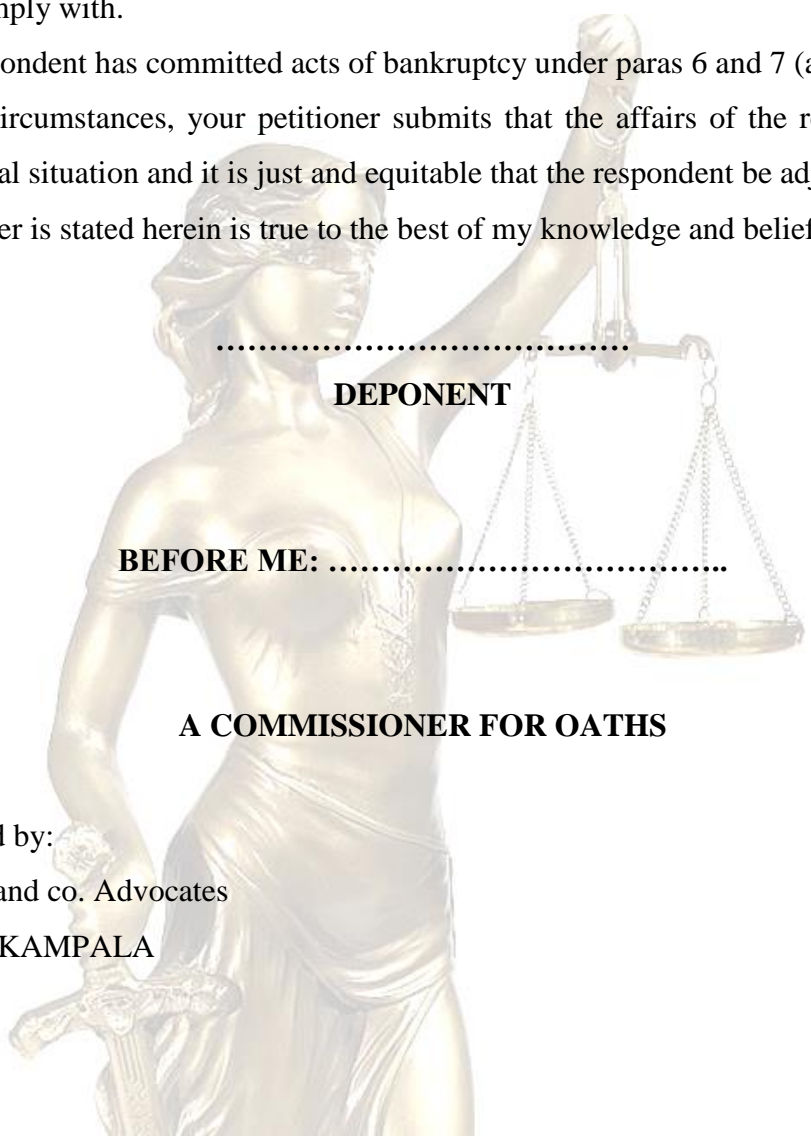 mply with.
pondent has committed acts of bankruptcy under paras 6 and 7 (a
ircumstances, your petitioner submits that the affairs of the r
al situation and it is just and equitable that the respondent be ad
er is stated herein is true to the best of my knowledge and belief
…………………………………
DEPONENT
BEFORE ME: ………………………………..
A COMMISSIONER FOR OATHS
d by:
and co. Advocates
KAMPALA